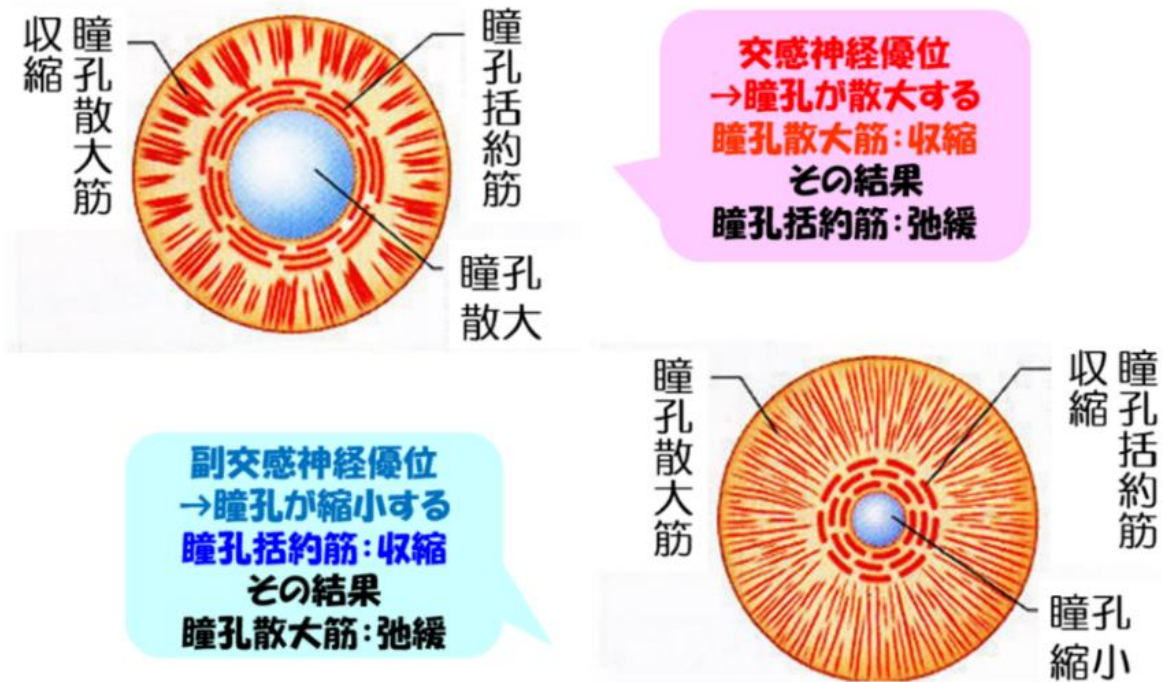 瞳孔散大筋
収縮
瞳孔括約筋
瞳孔
散大
交感神経優位
→瞳孔が散大する
瞳孔散大筋：収縮
その結果
瞳孔括約筋：弛緩
副交感神経優位
→瞳孔が縮小する
瞳孔括約筋：収縮
その結果
瞳孔散大筋：弛緩
瞳孔散大筋
瞳孔括約筋
収縮
瞳孔
縮小